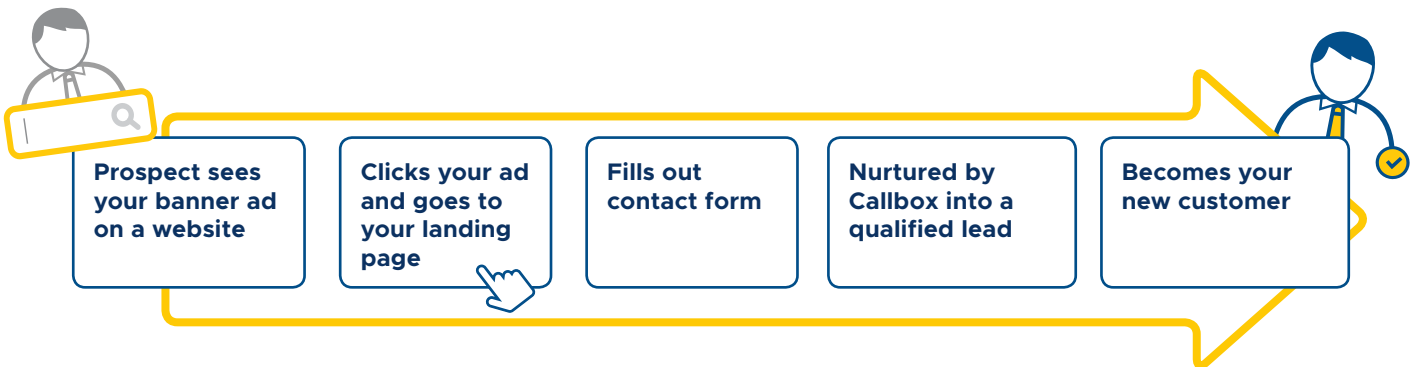 Prospect sees
your banner ad
on a website
Clicks your ad
and goes to
your landing
page
Fills out
contact form
Nurtured by
Callbox into a
qualified lead
Becomes your
new customer